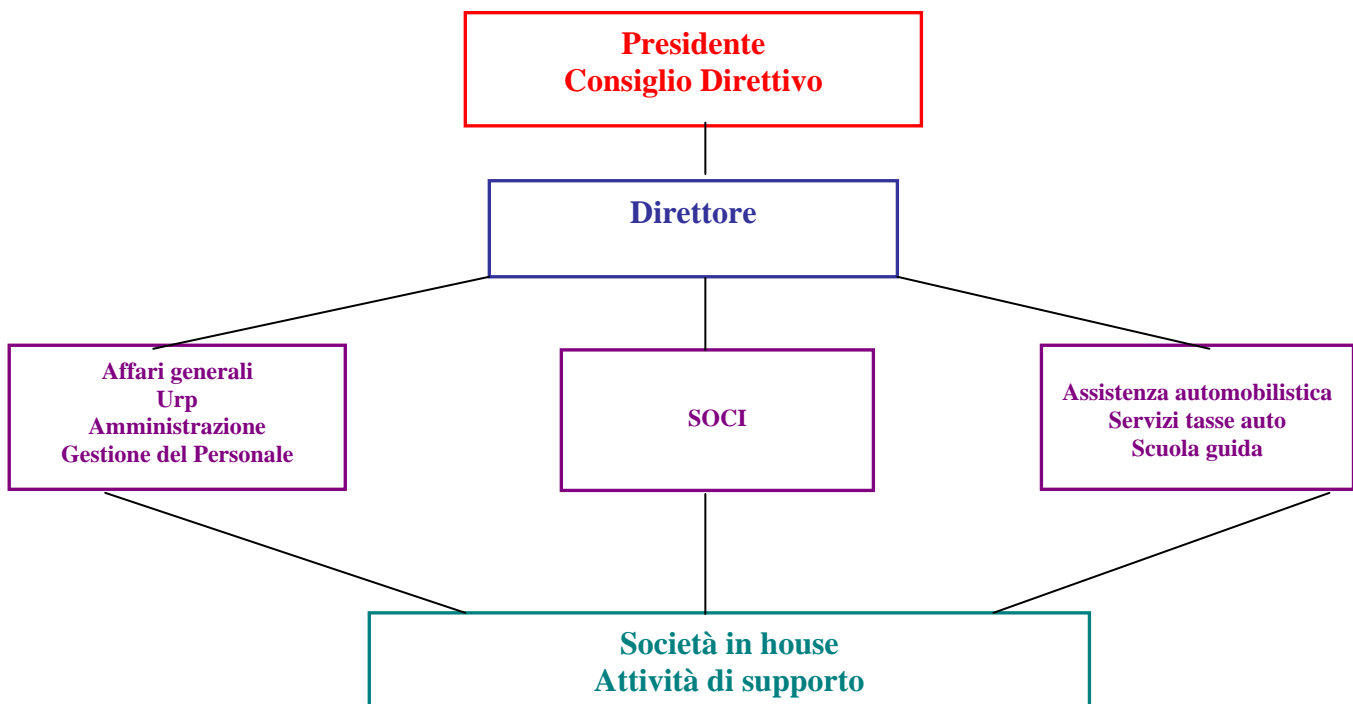 Presidente
Consiglio Direttivo
Direttore
Affari generali
Urp
Amministrazione
Gestione del Personale
SOCI
Assistenza automobilistica
Servizi tasse auto
Scuola guida
Società in house
Attività di supporto